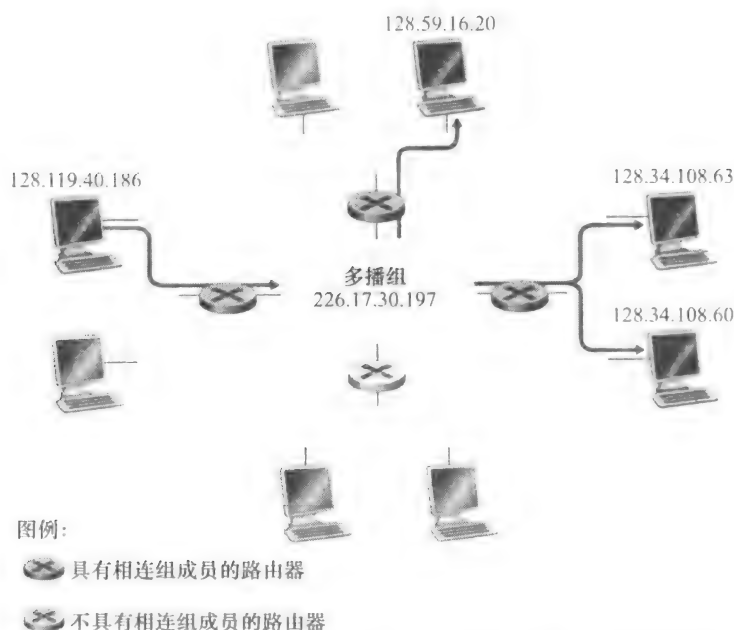 128.59.16.20
128.119.40.186
128.34.108.63
多播组
226.17.30.197
128.34.108.60
图例：
具有相连组成员的路由器
不具有相连组成员的路由器